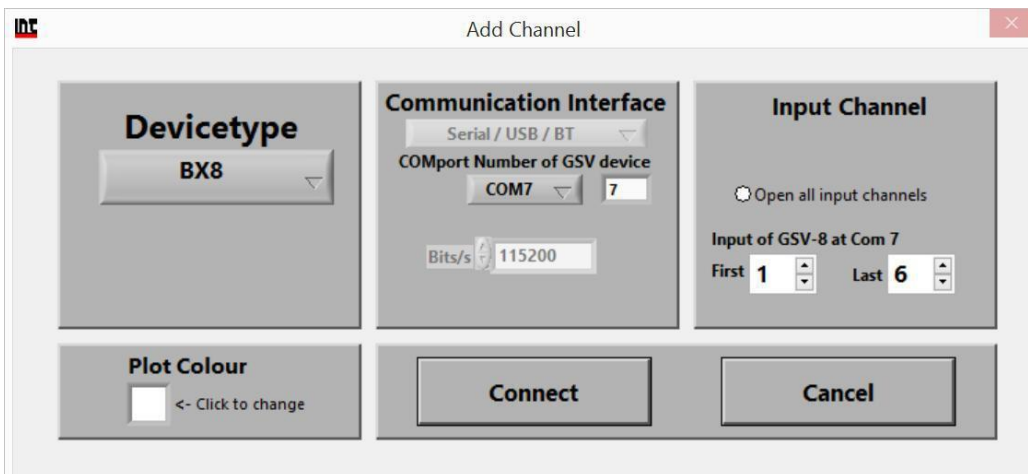 Add Channel
Devicetype
BX8
Communication Interface
Serial / USB / BT
COMport Number of GSV device
COM7 7
Bits/s 115200
Input Channel
Open all input channels
Input of GSV-8 at Com 7
First 1 Last 6
Plot Colour
<- Click to change
Connect
Cancel